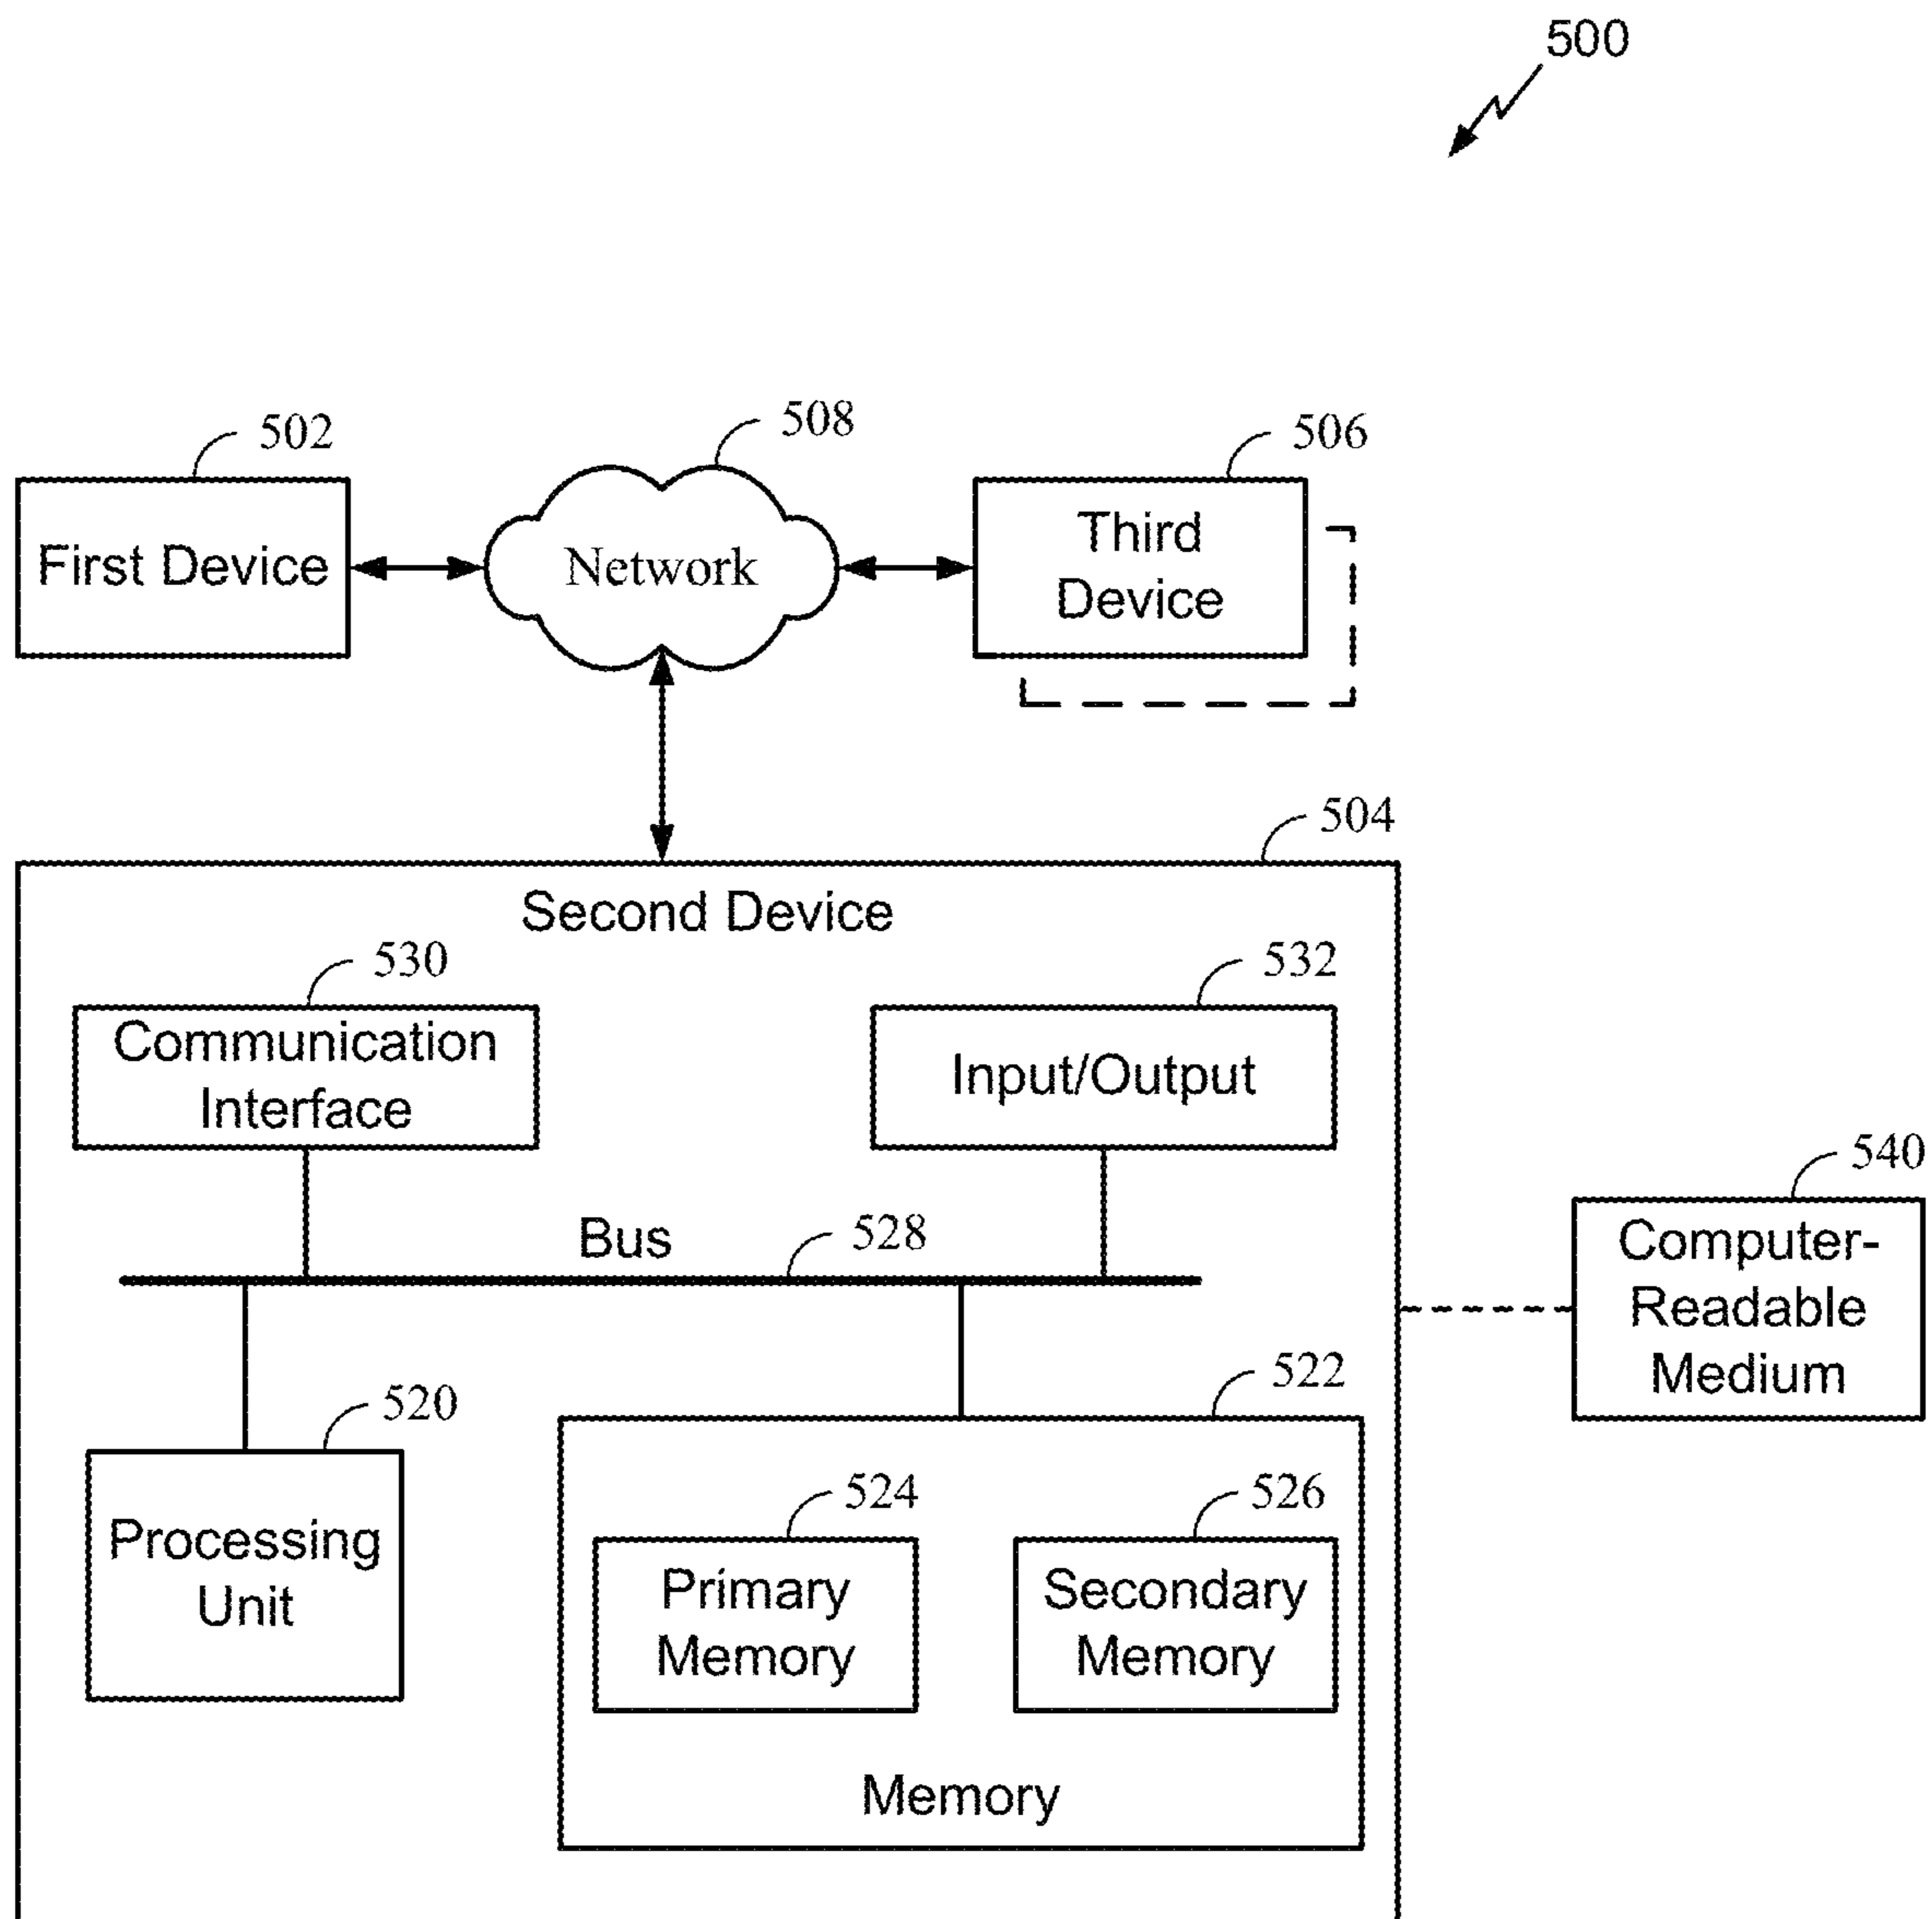 500
502
508
506
First Device
Network
Third
Device
504
Second Device
530
532
Communication
Interface
Input/Output
540
Bus
528
Computer-
Readable
Medium
520
522
Processing
Unit
524
526
Primary
Memory
Secondary
Memory
Memory